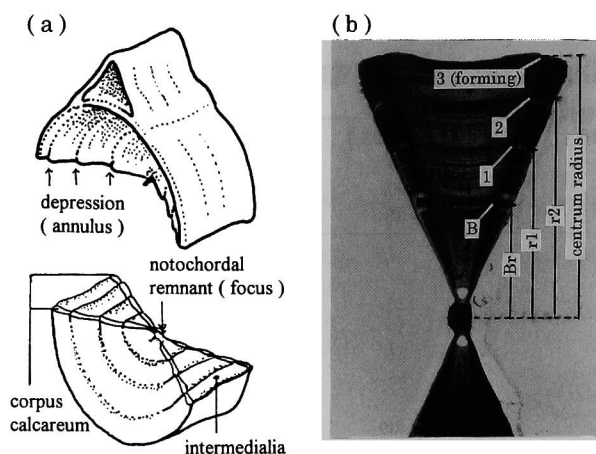 (a)
depression
( annulus )
notochordal
remnant ( focus )
corpus
calcareum
intermedialia
(b)
3 (forming)
2
1
B
Br
r1
r2
centrum radius